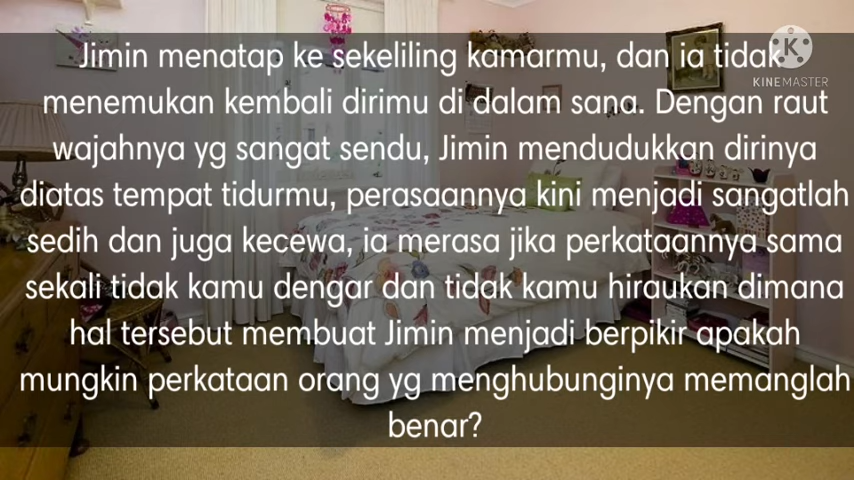 Jimin menatap ke sekeliling kamarmu, dan ia tidak
menemukan kembali dirimu di dalam sana. Dengan raut
wajahnya yg sangat sendu, Jimin mendudukkan dirinya
diatas tempat tidurmu, perasaannya kini menjadi sangatlah
sedih dan juga kecewa, ia merasa jika perkataannya sama
sekali tidak kamu dengar dan tidak kamu hiraukan dimana
hal tersebut membuat Jimin menjadi berpikir apakah
mungkin perkataan orang yg menghubunginya memanglah
benar?
K
KINEMASTER